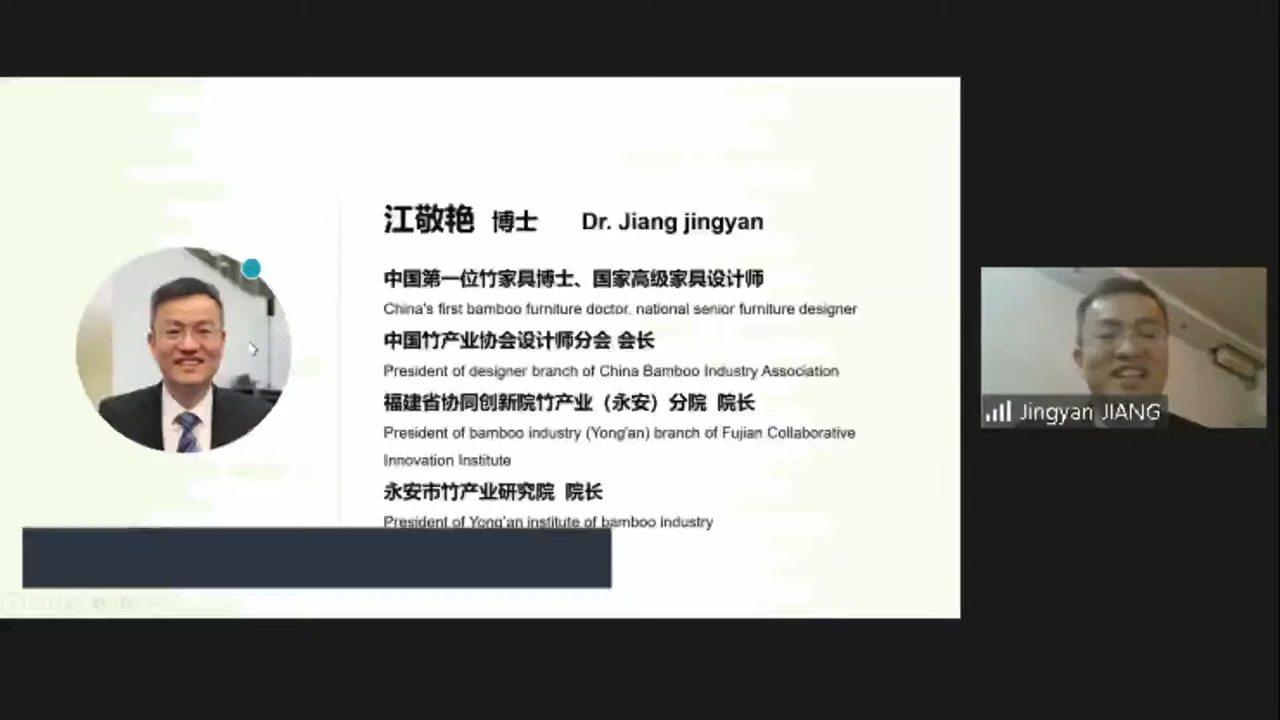 江敬艳 博士 Dr. Jiang jingyan
中国第一位竹家具博士、国家高级家具设计师
China's first bamboo furniture doctor, national senior furniture designer
中国竹产业协会设计师分会 会长
President of designer branch of China Bamboo Industry Association
福建省协同创新院竹产业（永安）分院 院长
President of bamboo industry (Yong'an) branch of Fujian Collaborative
Innovation Institute
永安市竹产业研究院 院长
President of Yong'an institute of bamboo industry
Jingyan JIANG